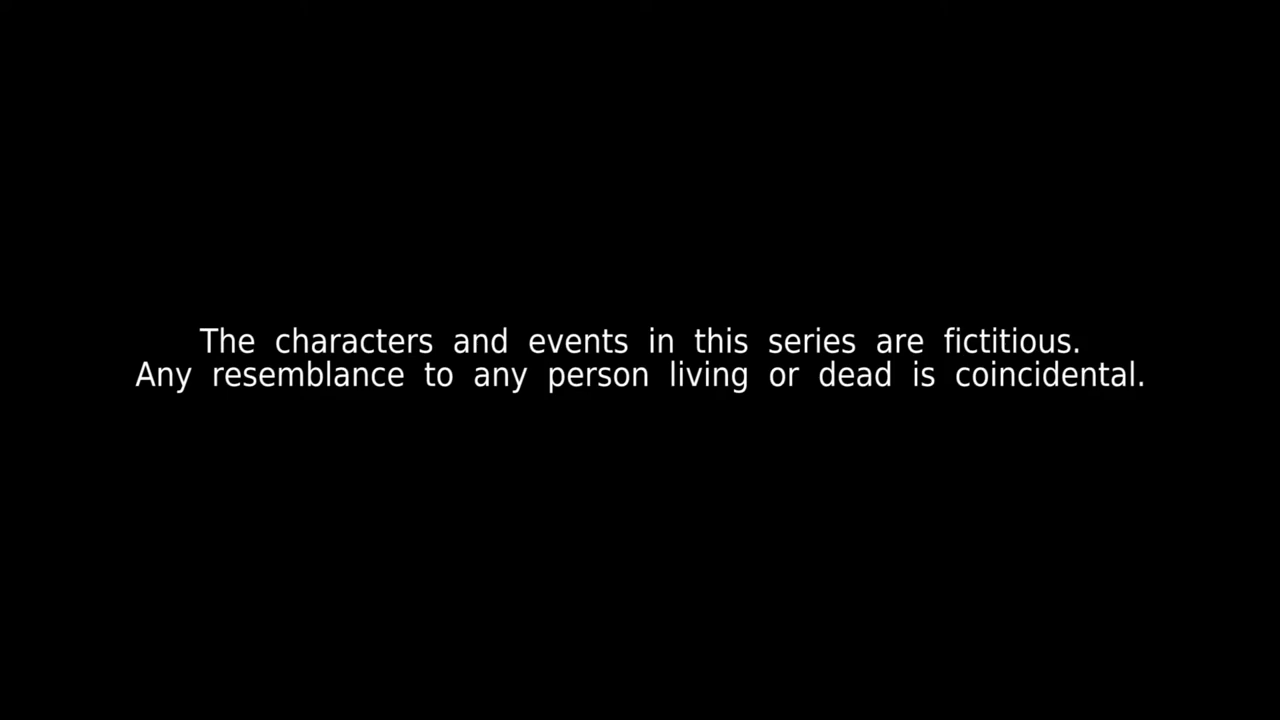 The characters and events in this series are fictitious.
Any resemblance to any person living or dead is coincidental.